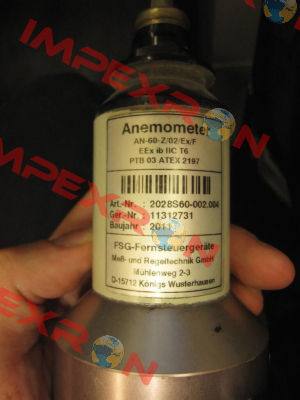 Anemometer
AN-60-Z/02/Ex/F
EEx ib IIC T6
PTB 03 ATEX 2197
Art.-Nr. : 2028S60-002.004
Ger.-Nr. : 11312731
Baujahr : 2011
FSG-Fernsteuergeräte
Meß- und Regeltechnik GmbH
Mühlenweg 2-3
D-15712 Königs Wusterhausen
IMPEXRON
IMPEXRON
IMPEXRON